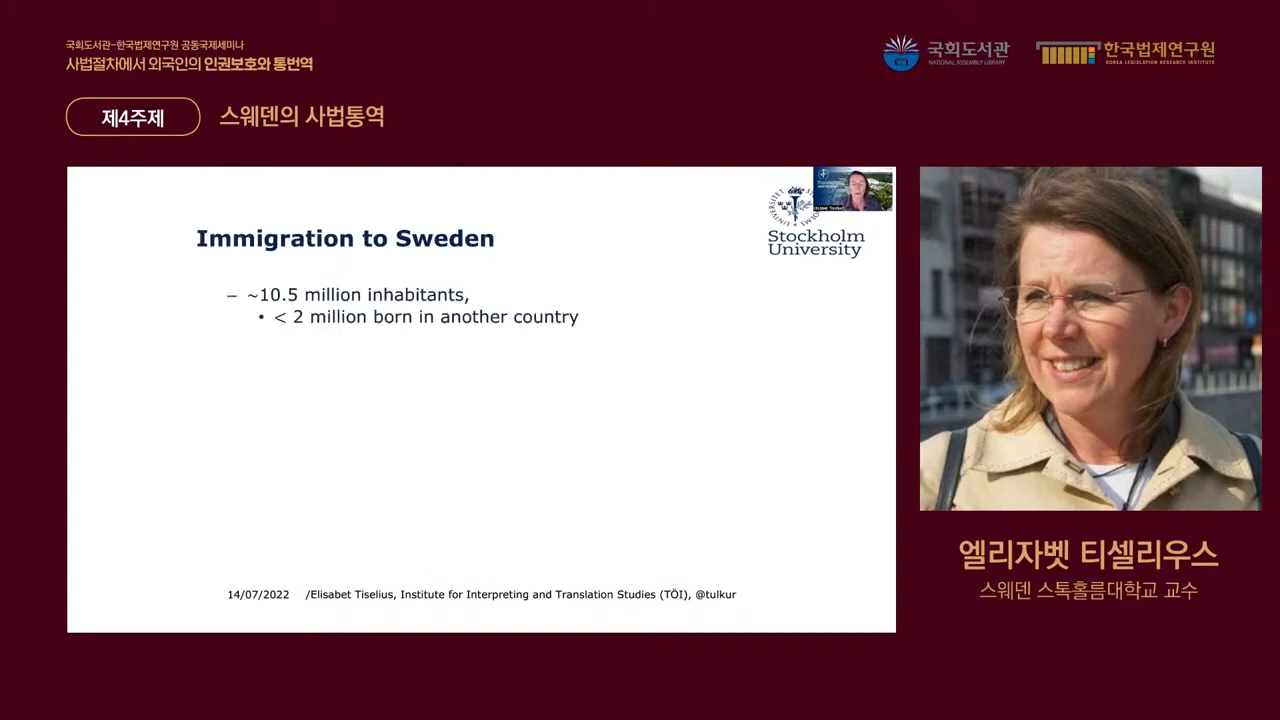 국회도서관-한국법제연구원 공동국제세미나
사법절차에서 외국인의 인권보호와 통번역
국회도서관
NATIONAL ASSEMBLY LIBRARY
한국법제연구원
KOREA LEGISLATION RESEARCH INSTITUTE
제4주제
스웨덴의 사법통역
Immigration to Sweden
– ~10.5 million inhabitants,
• < 2 million born in another country
Stockholm
University
Elisabet Tiselius
14/07/2022 /Elisabet Tiselius, Institute for Interpreting and Translation Studies (TÖI), @tulkur
엘리자벳 티셀리우스
스웨덴 스톡홀름대학교 교수